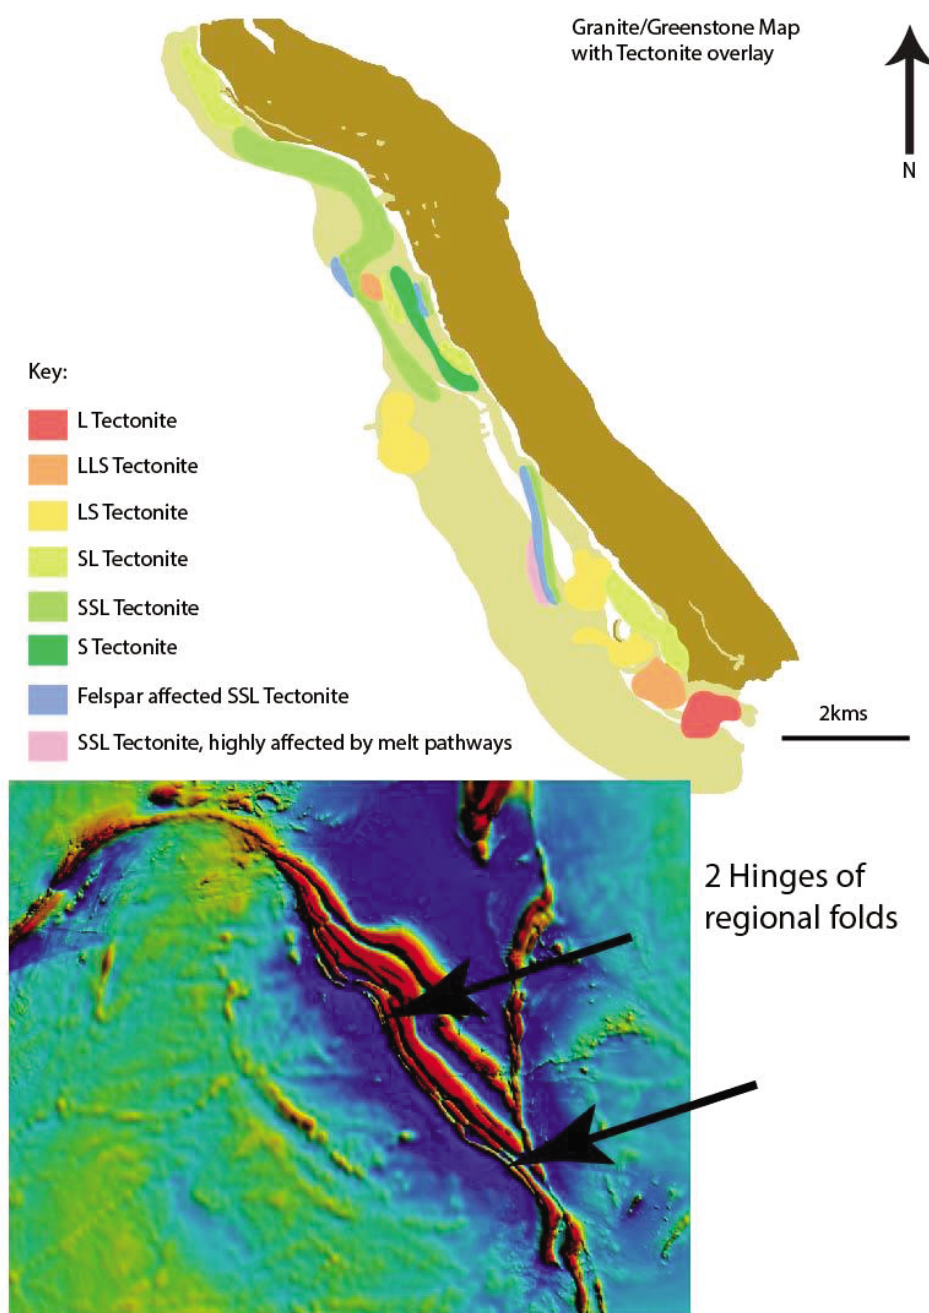 Granite/Greenstone Map
with Tectonite overlay
N
Key:
L Tectonite
LLS Tectonite
LS Tectonite
SL Tectonite
SSL Tectonite
S Tectonite
Felspar affected SSL Tectonite
SSL Tectonite, highly affected by melt pathways
2kms
2 Hinges of
regional folds